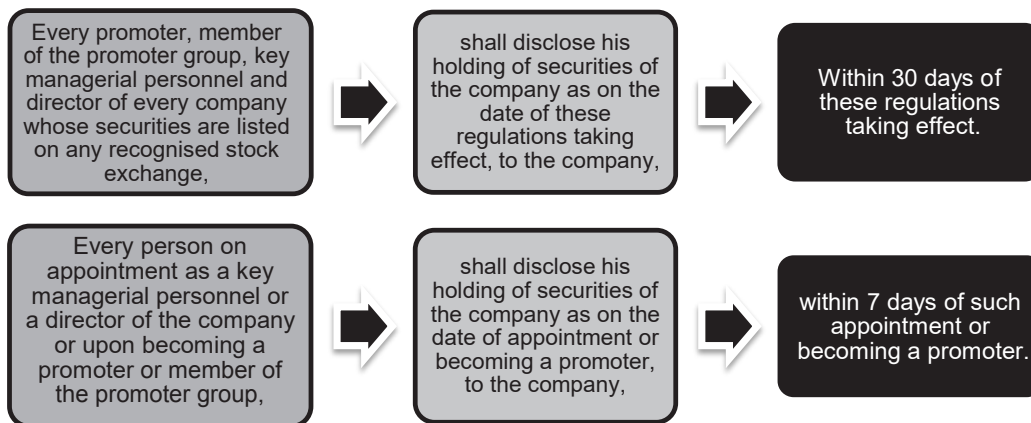 Every promoter, member
of the promoter group, key
managerial personnel and
director of every company
whose securities are listed
on any recognised stock
exchange,
shall disclose his
holding of securities of
the company as on the
date of these
regulations taking
effect, to the company,
Within 30 days of
these regulations
taking effect.
Every person on
appointment as a key
managerial personnel or
a director of the company
or upon becoming a
promoter or member of
the promoter group,
shall disclose his
holding of securities of
the company as on the
date of appointment or
becoming a promoter,
to the company,
within 7 days of such
appointment or
becoming a promoter.